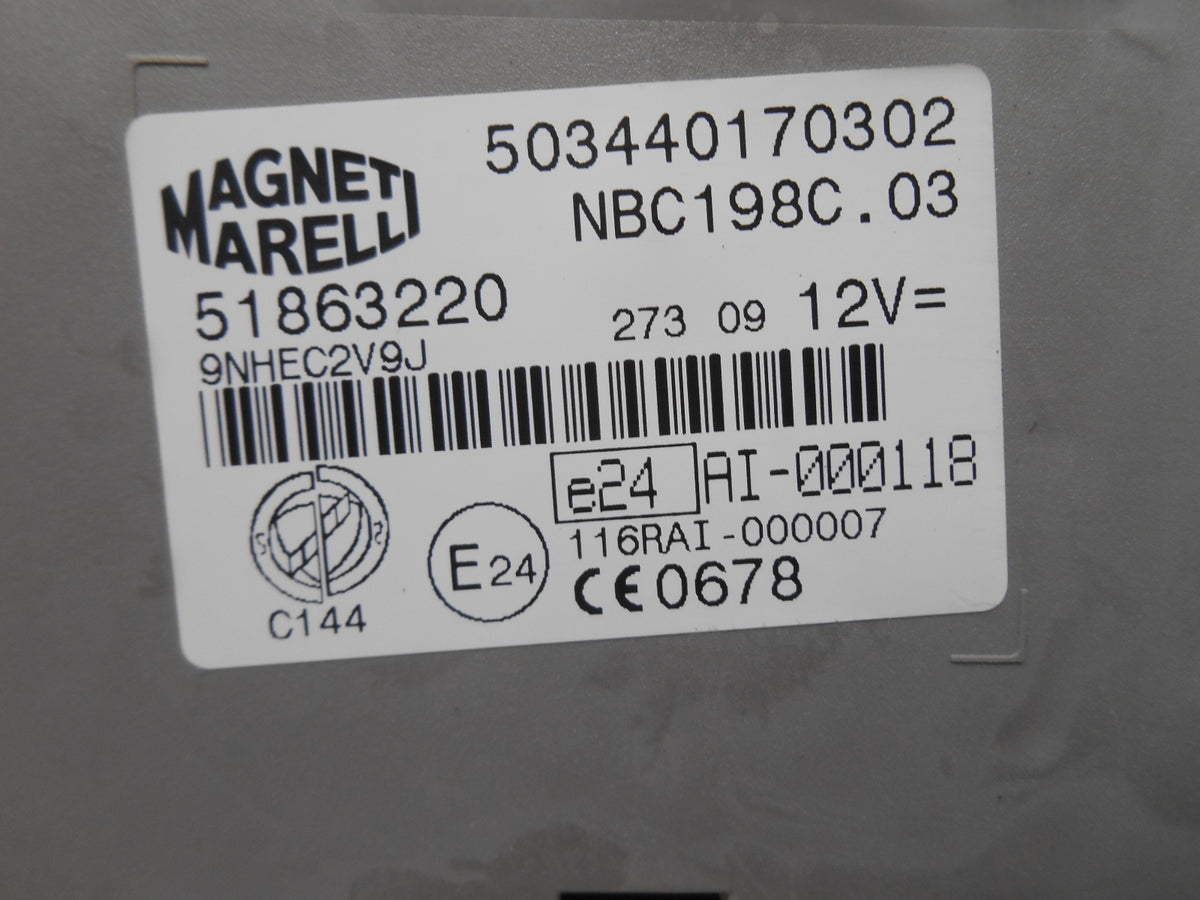 MAGNETI
MARELLI
503440170302
NBC198C.03
51863220
273 09 12V=
9NHEC2V9J
e24 AI-000118
116RAI-000007
E24
CE0678
C144